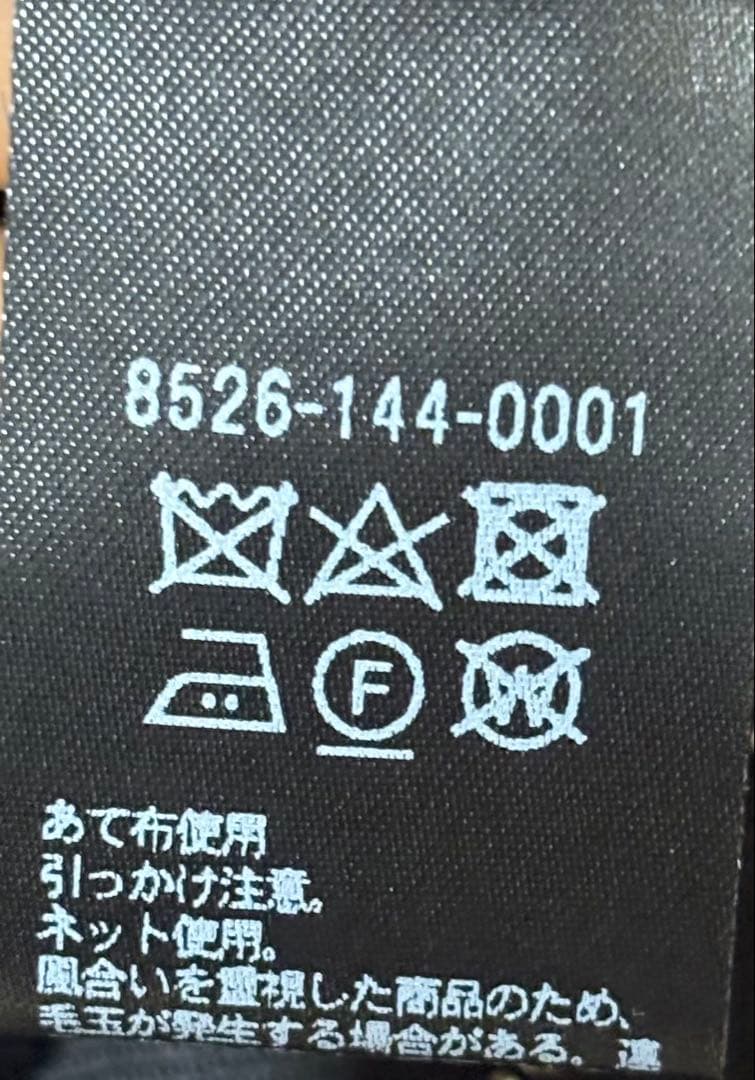 8526-144-0001
F
W
あて布使用
引っかけ注意。
ネット使用。
風合いを重視した商品のため、
毛玉が発生する場合がある。連